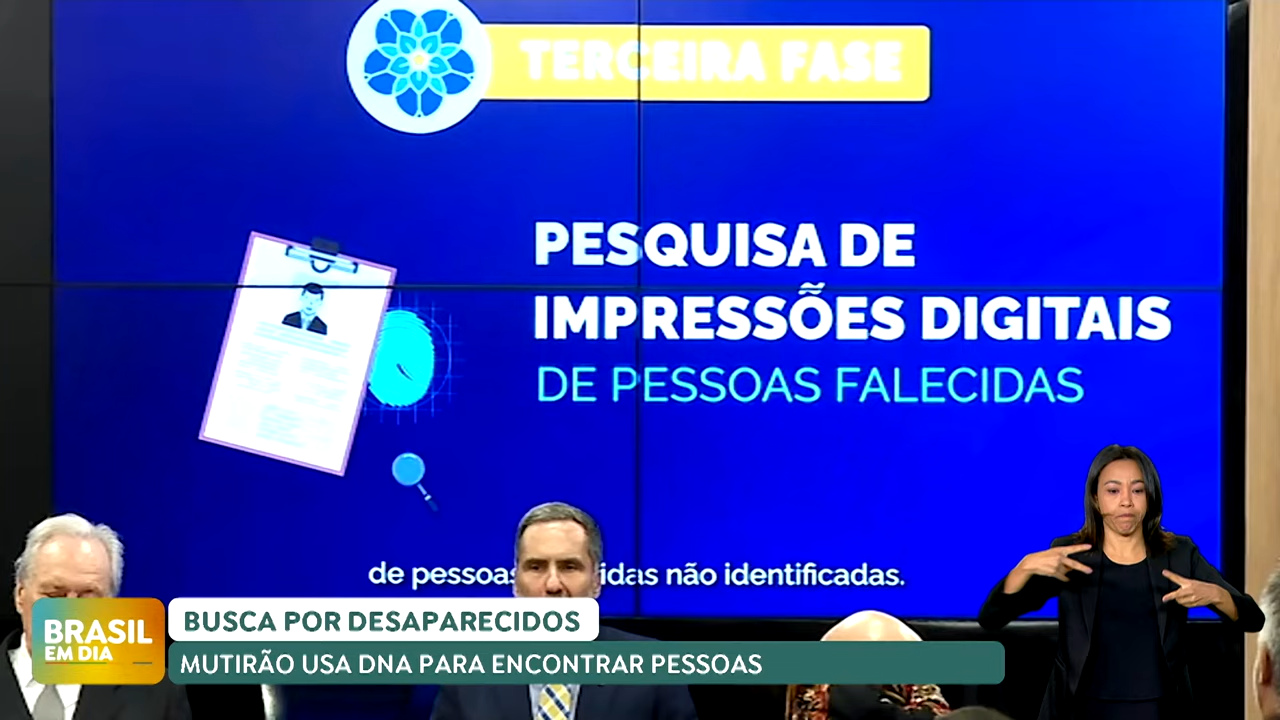 TERCEIRA FASE
PESQUISA DE
IMPRESSÕES DIGITAIS
DE PESSOAS FALECIDAS
de pessoas idas não identificadas.
BRASIL
EM DIA
BUSCA POR DESAPARECIDOS
MUTIRÃO USA DNA PARA ENCONTRAR PESSOAS